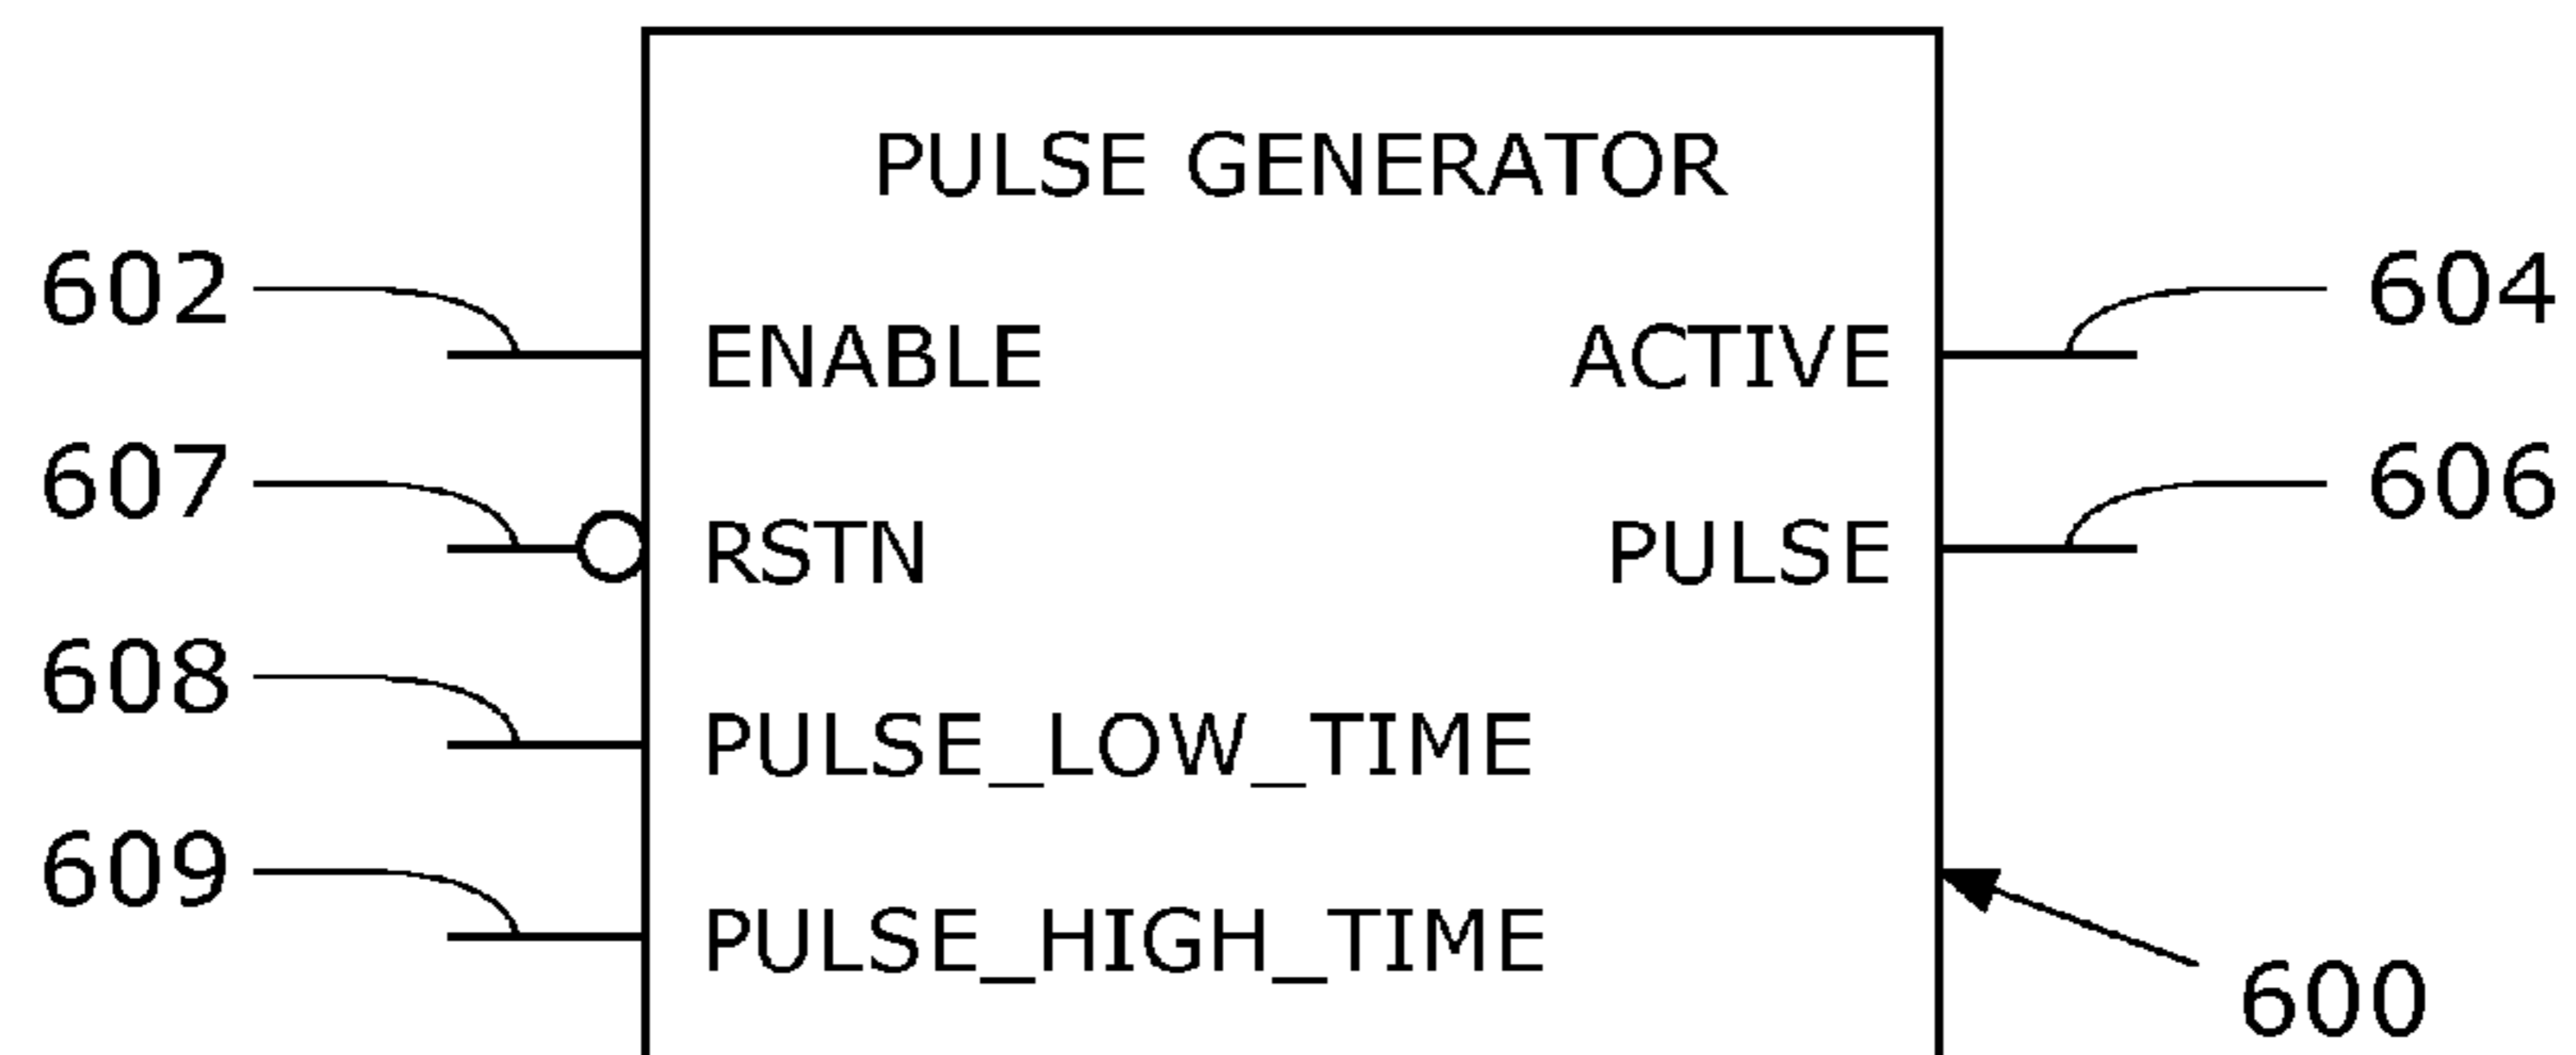 PULSE GENERATOR
602 ENABLE ACTIVE 604
607 RSTN PULSE 606
608 PULSE_LOW_TIME
609 PULSE_HIGH_TIME
600